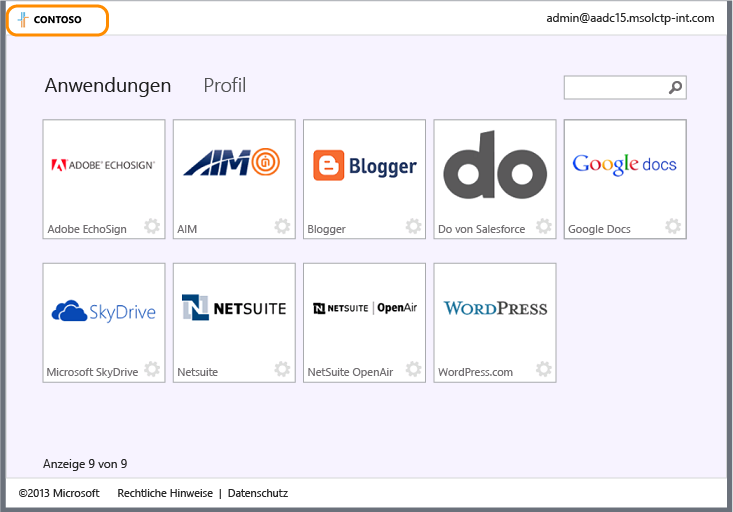 CONTOSO
admin@aadc15.msolctp-int.com
Anwendungen Profil
ADOBE® ECHOSIGN®
Adobe EchoSign
AIM
AIM
Blogger
Blogger
do
Do von Salesforce
Google docs
Google Docs
SkyDrive
Microsoft SkyDrive
NETSUITE
Netsuite
NETSUITE | OpenAir
NetSuite OpenAir
WORDPRESS
WordPress.com
Anzeige 9 von 9
©2013 Microsoft Rechtliche Hinweise | Datenschutz